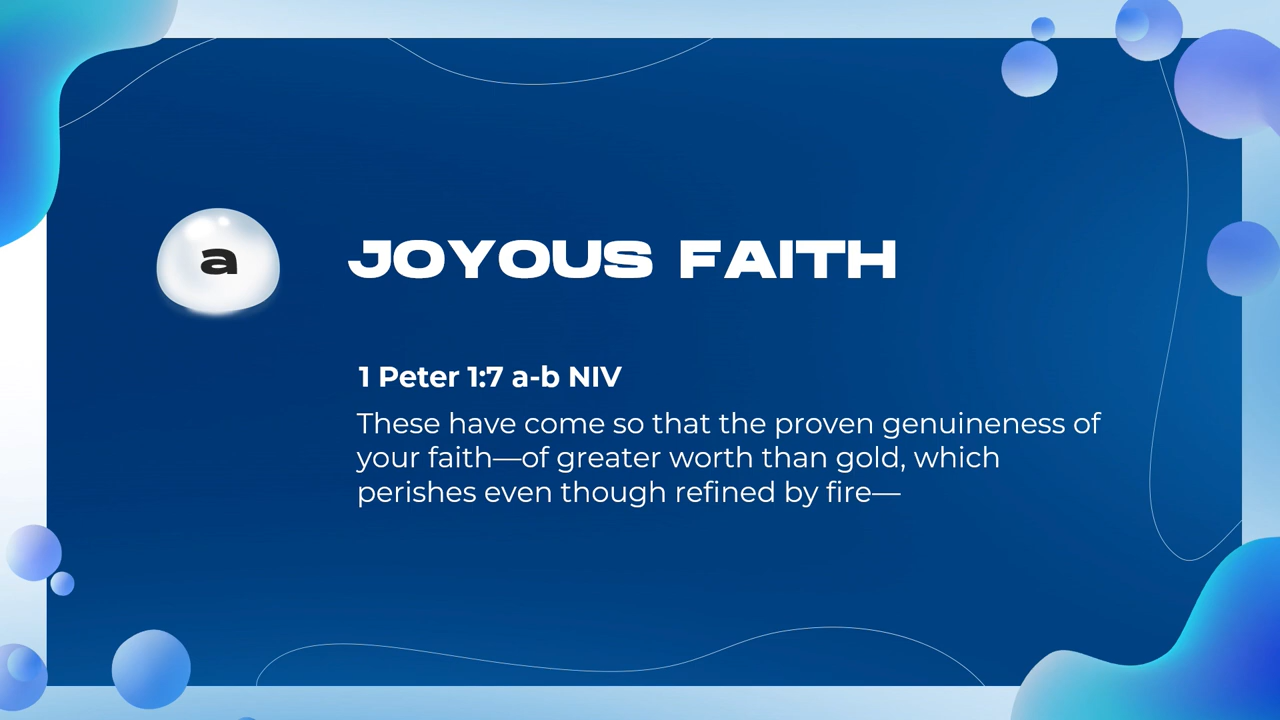 a
JOYOUS FAITH
1 Peter 1:7 a-b NIV
These have come so that the proven genuineness of
your faith—of greater worth than gold, which
perishes even though refined by fire—